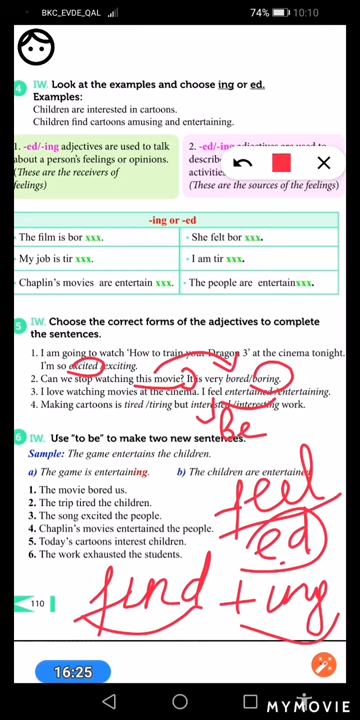 BKC_EVDE_QAL 74% 10:10
4 IW. Look at the examples and choose ing or ed.
Examples:
Children are interested in cartoons.
Children find cartoons amusing and entertaining.
1. -ed/-ing adjectives are used to talk
about a person's feelings or opinions.
(These are the receivers of
feelings)
2. -ed/-ing adjectives are used to
describ
activitie
(These are the sources of the feelings)
-ing or -ed
· The film is bor xxx. · She felt bor xxx.
· My job is tir xxx. · I am tir xxx.
· Chaplin's movies are entertain xxx. · The people are entertainxxx.
5 IW. Choose the correct forms of the adjectives to complete
the sentences.
1. I am going to watch 'How to train your Dragon 3' at the cinema tonight.
I'm so excited /exciting.
2. Can we stop watching this movie? It is very bored/boring.
3. I love watching movies at the cinema. I feel entertained/entertaining.
4. Making cartoons is tired /tiring but interested/interesting work.
Be
6 IW. Use "to be" to make two new sentences.
Sample: The game entertains the children.
a) The game is entertaining. b) The children are entertained
1. The movie bored us.
2. The trip tired the children.
3. The song excited the people.
4. Chaplin's movies entertained the people.
5. Today's cartoons interest children.
6. The work exhausted the students.
feel
ed
find + ing
110
16:25
MYMOVIE